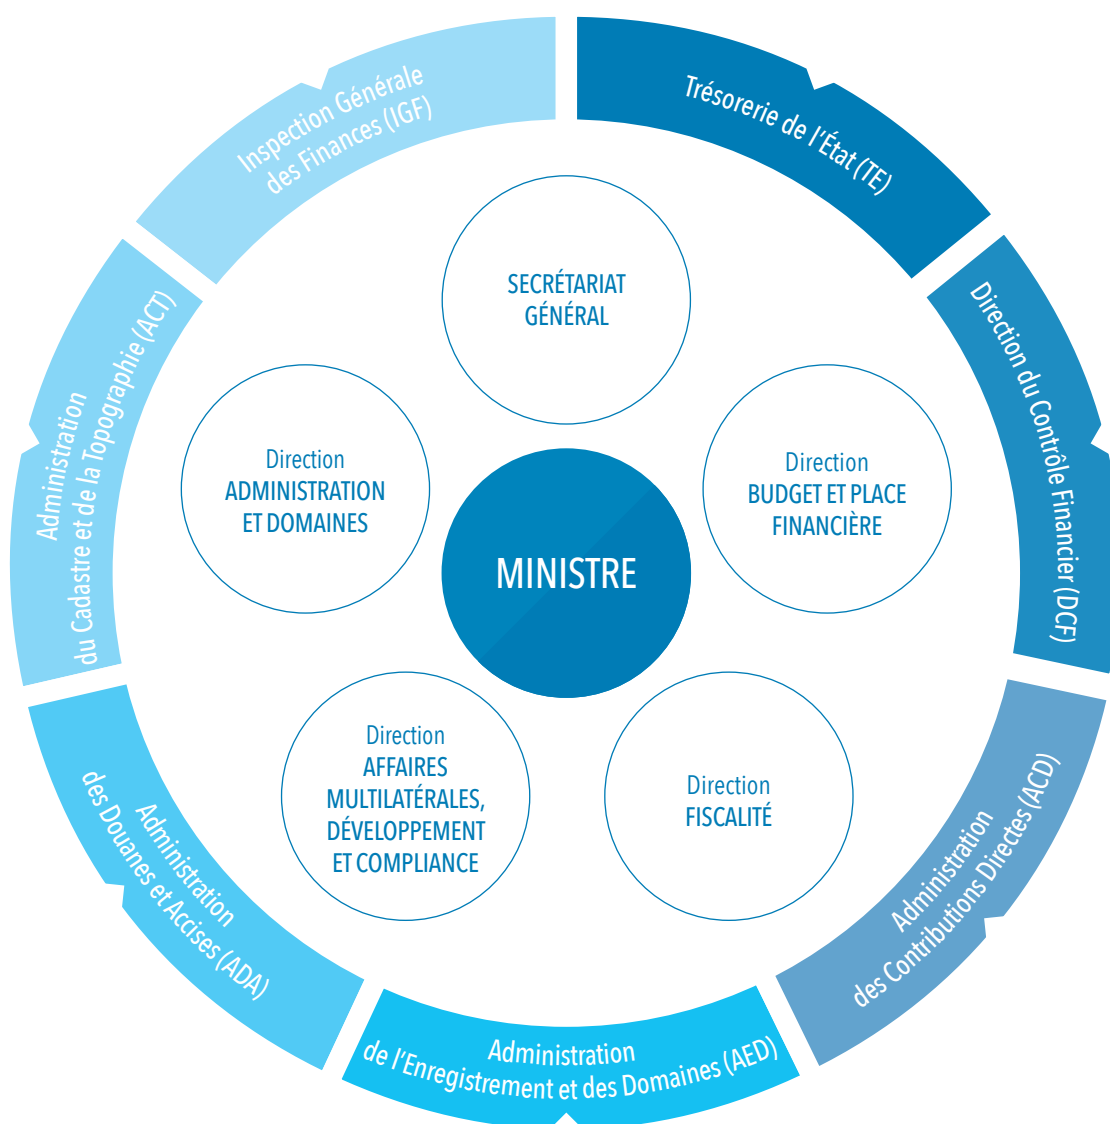 Inspection Générale
des Finances (IGF)
Trésorerie de l'État (TE)
Direction du Contrôle Financier (DCF)
Administration
des Contributions Directes (ACD)
Administration
de l'Enregistrement et des Domaines (AED)
Administration
des Douanes et Accises (ADA)
Administration
du Cadastre et de la Topographie (ACT)
SECRÉTARIAT
GÉNÉRAL
Direction
ADMINISTRATION
ET DOMAINES
Direction
BUDGET ET PLACE
FINANCIÈRE
MINISTRE
Direction
AFFAIRES
MULTILATÉRALES,
DÉVELOPPEMENT
ET COMPLIANCE
Direction
FISCALITÉ